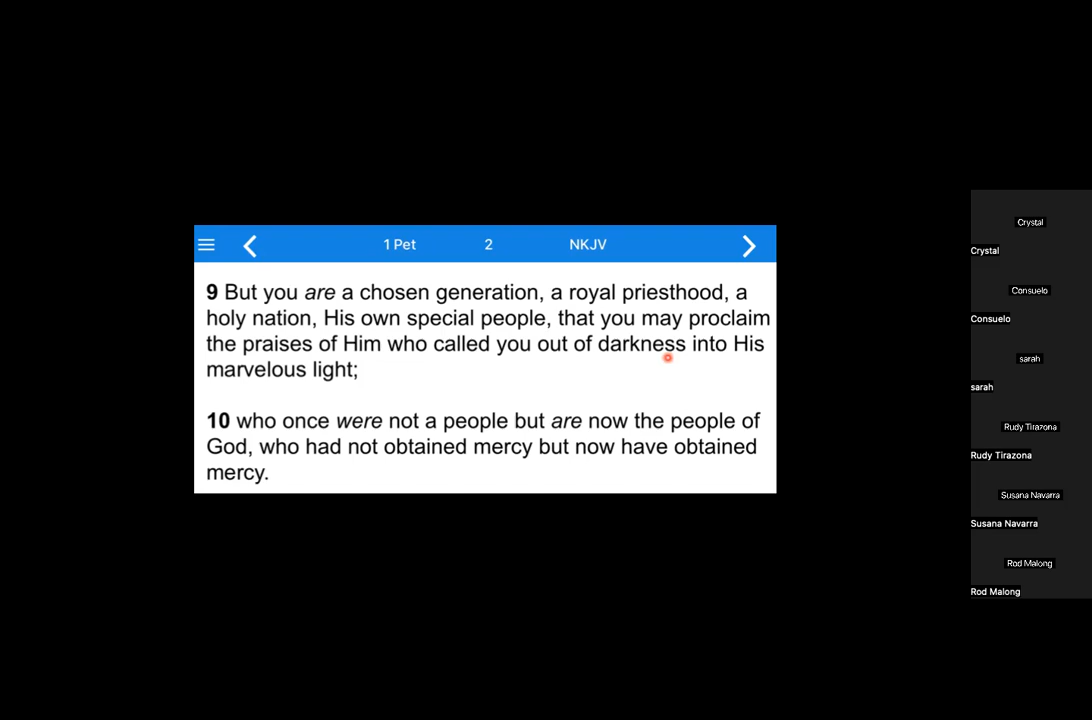 1 Pet 2 NKJV
9 But you are a chosen generation, a royal priesthood, a
holy nation, His own special people, that you may proclaim
the praises of Him who called you out of darkness into His
marvelous light;
10 who once were not a people but are now the people of
God, who had not obtained mercy but now have obtained
mercy.
Crystal
Crystal
Consuelo
Consuelo
sarah
sarah
Rudy Tirazona
Rudy Tirazona
Susana Navarra
Susana Navarra
Rod Malong
Rod Malong